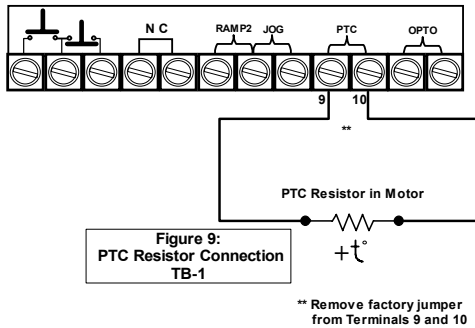 N C
RAMP2 JOG PTC OPTO
9 10
**
PTC Resistor in Motor
+t°
Figure 9:
PTC Resistor Connection
TB-1
** Remove factory jumper
from Terminals 9 and 10